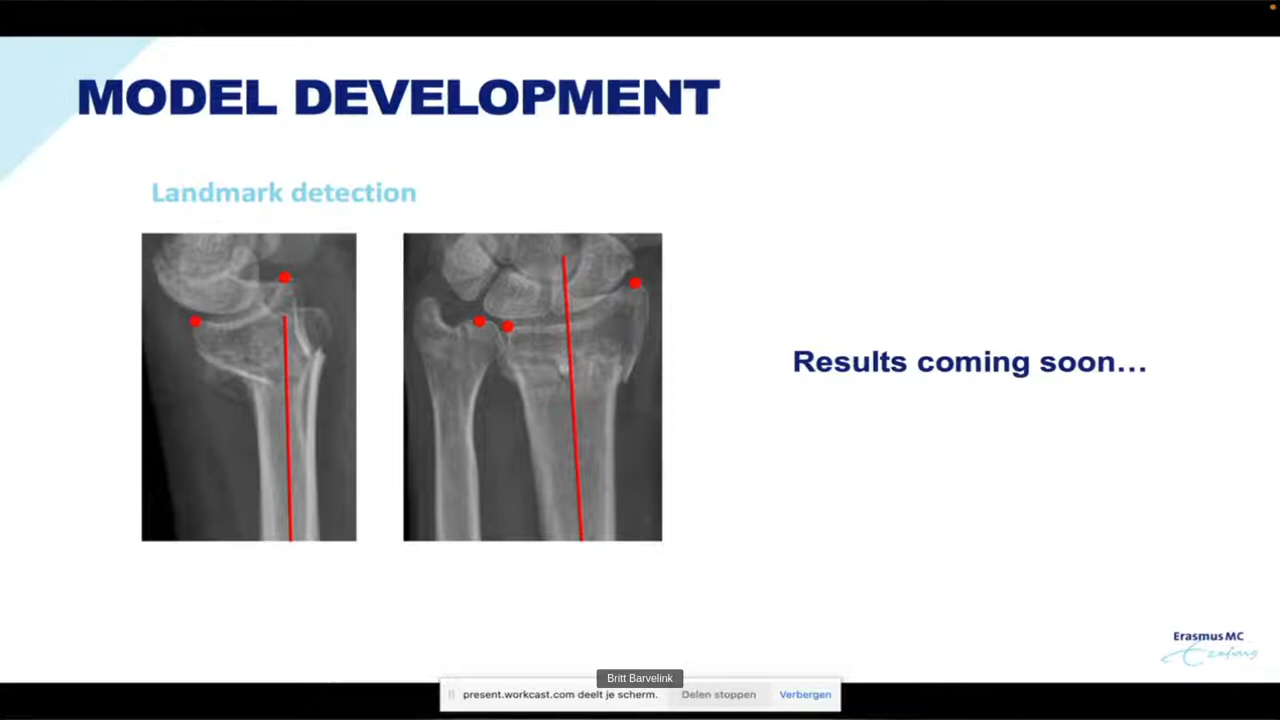 MODEL DEVELOPMENT
Landmark detection
Results coming soon…
Erasmus MC
Britt Barvelink
present.workcast.com deelt je scherm. Delen stoppen Verbergen